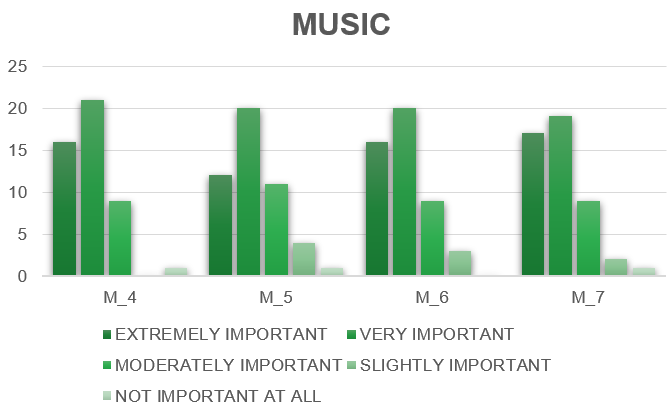 MUSIC
25
20
15
10
5
0
M_4 M_5 M_6 M_7
EXTREMELY IMPORTANT VERY IMPORTANT
MODERATELY IMPORTANT SLIGHTLY IMPORTANT
NOT IMPORTANT AT ALL